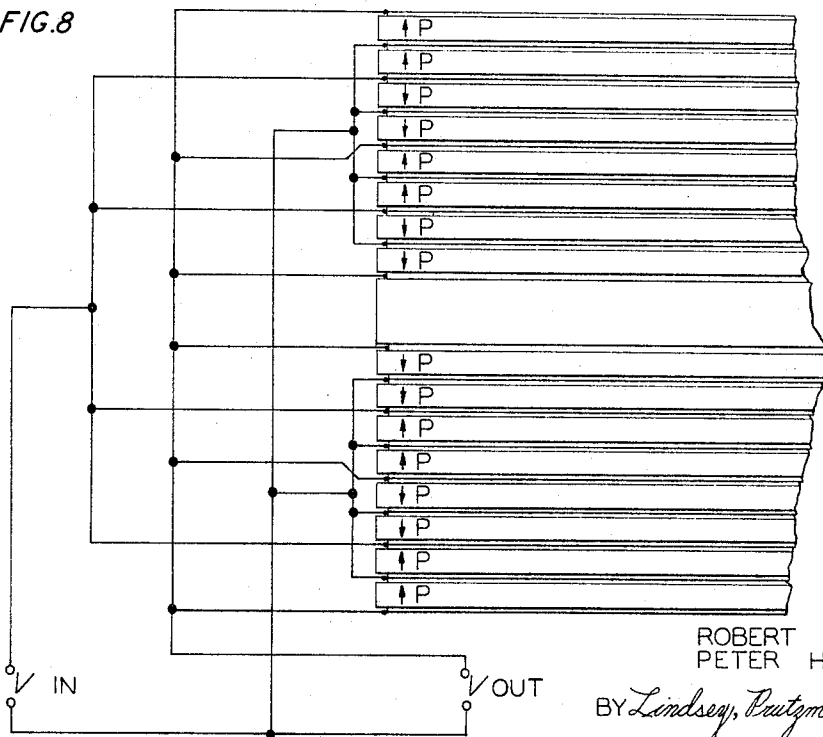 FIG.8
↑ P
↑ P
↓ P
↓ P
↑ P
↑ P
↓ P
↓ P
↓ P
↓ P
↑ P
↑ P
↓ P
↓ P
↑ P
↑ P
V IN
V OUT
ROBERT
PETER H
BY Lindsey, Prutzm